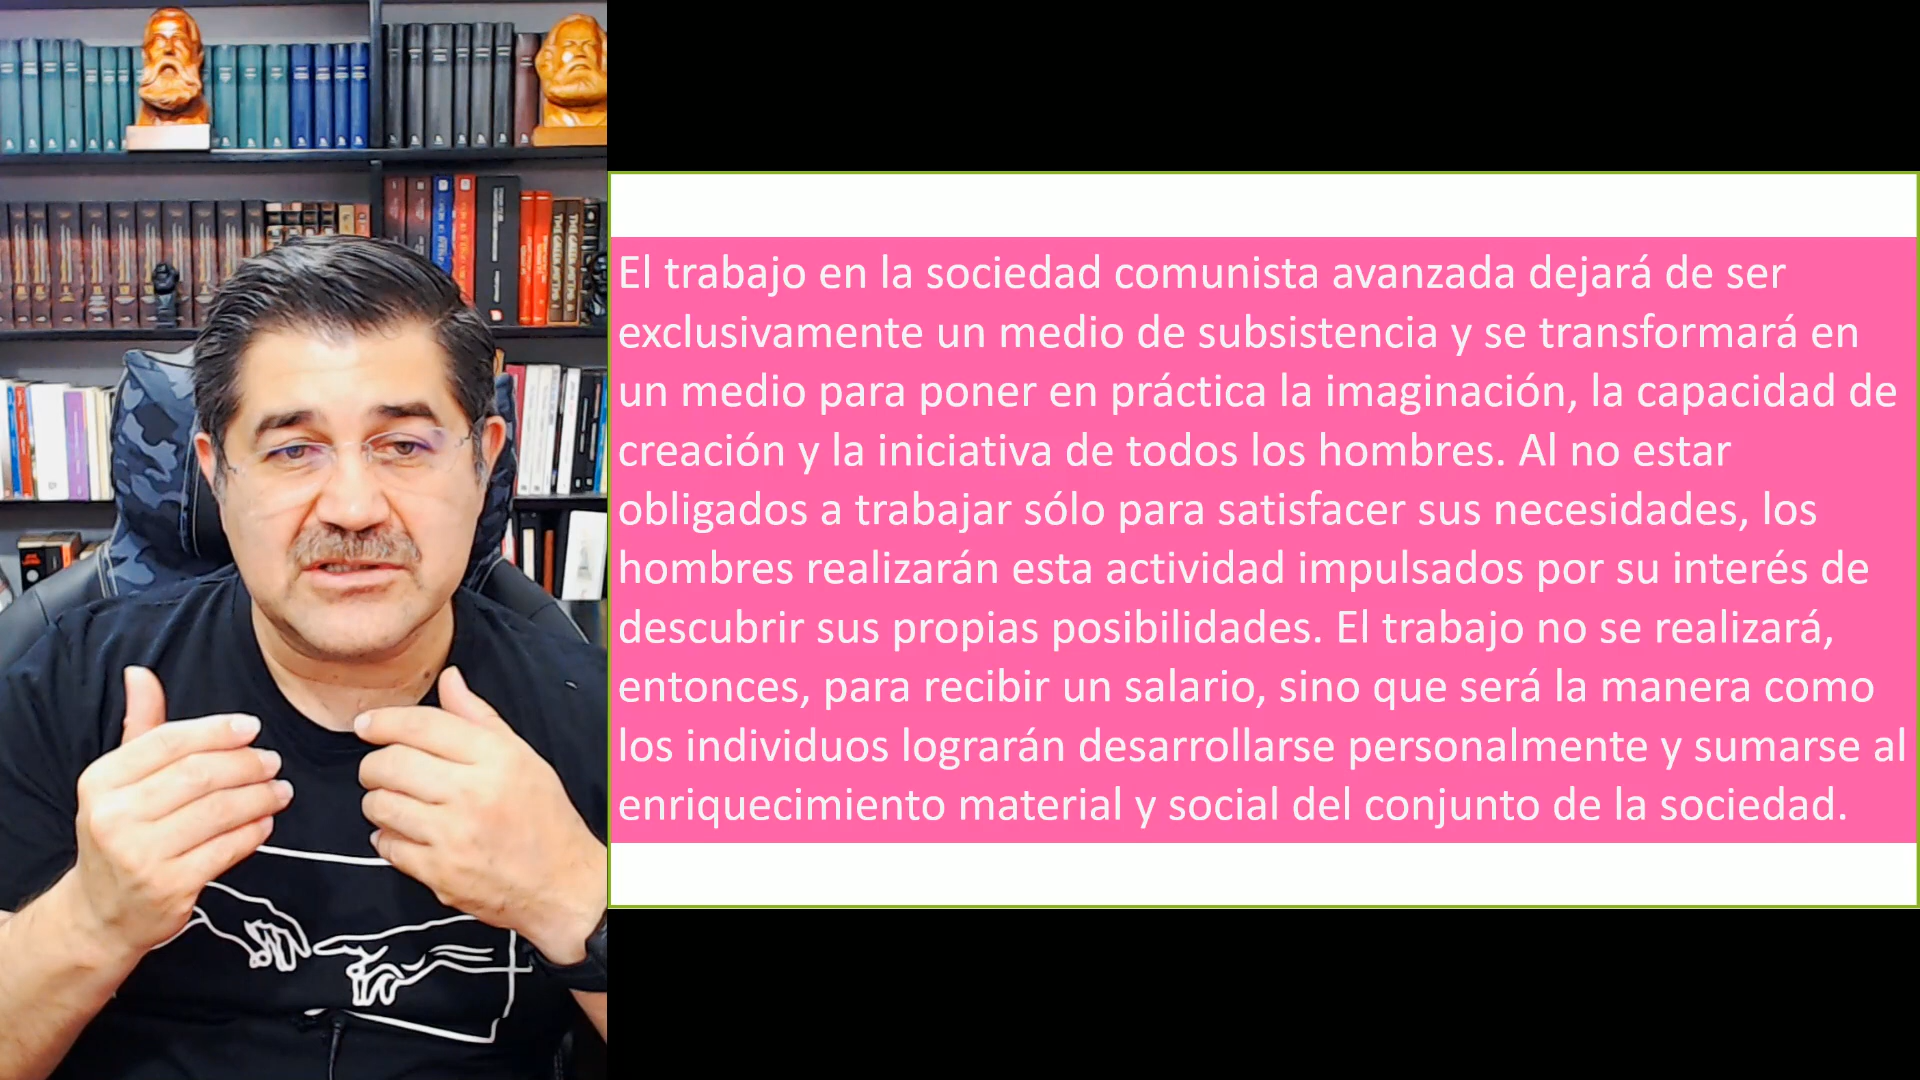 El trabajo en la sociedad comunista avanzada dejará de ser
exclusivamente un medio de subsistencia y se transformará en
un medio para poner en práctica la imaginación, la capacidad de
creación y la iniciativa de todos los hombres. Al no estar
obligados a trabajar sólo para satisfacer sus necesidades, los
hombres realizarán esta actividad impulsados por su interés de
descubrir sus propias posibilidades. El trabajo no se realizará,
entonces, para recibir un salario, sino que será la manera como
los individuos lograrán desarrollarse personalmente y sumarse al
enriquecimiento material y social del conjunto de la sociedad.